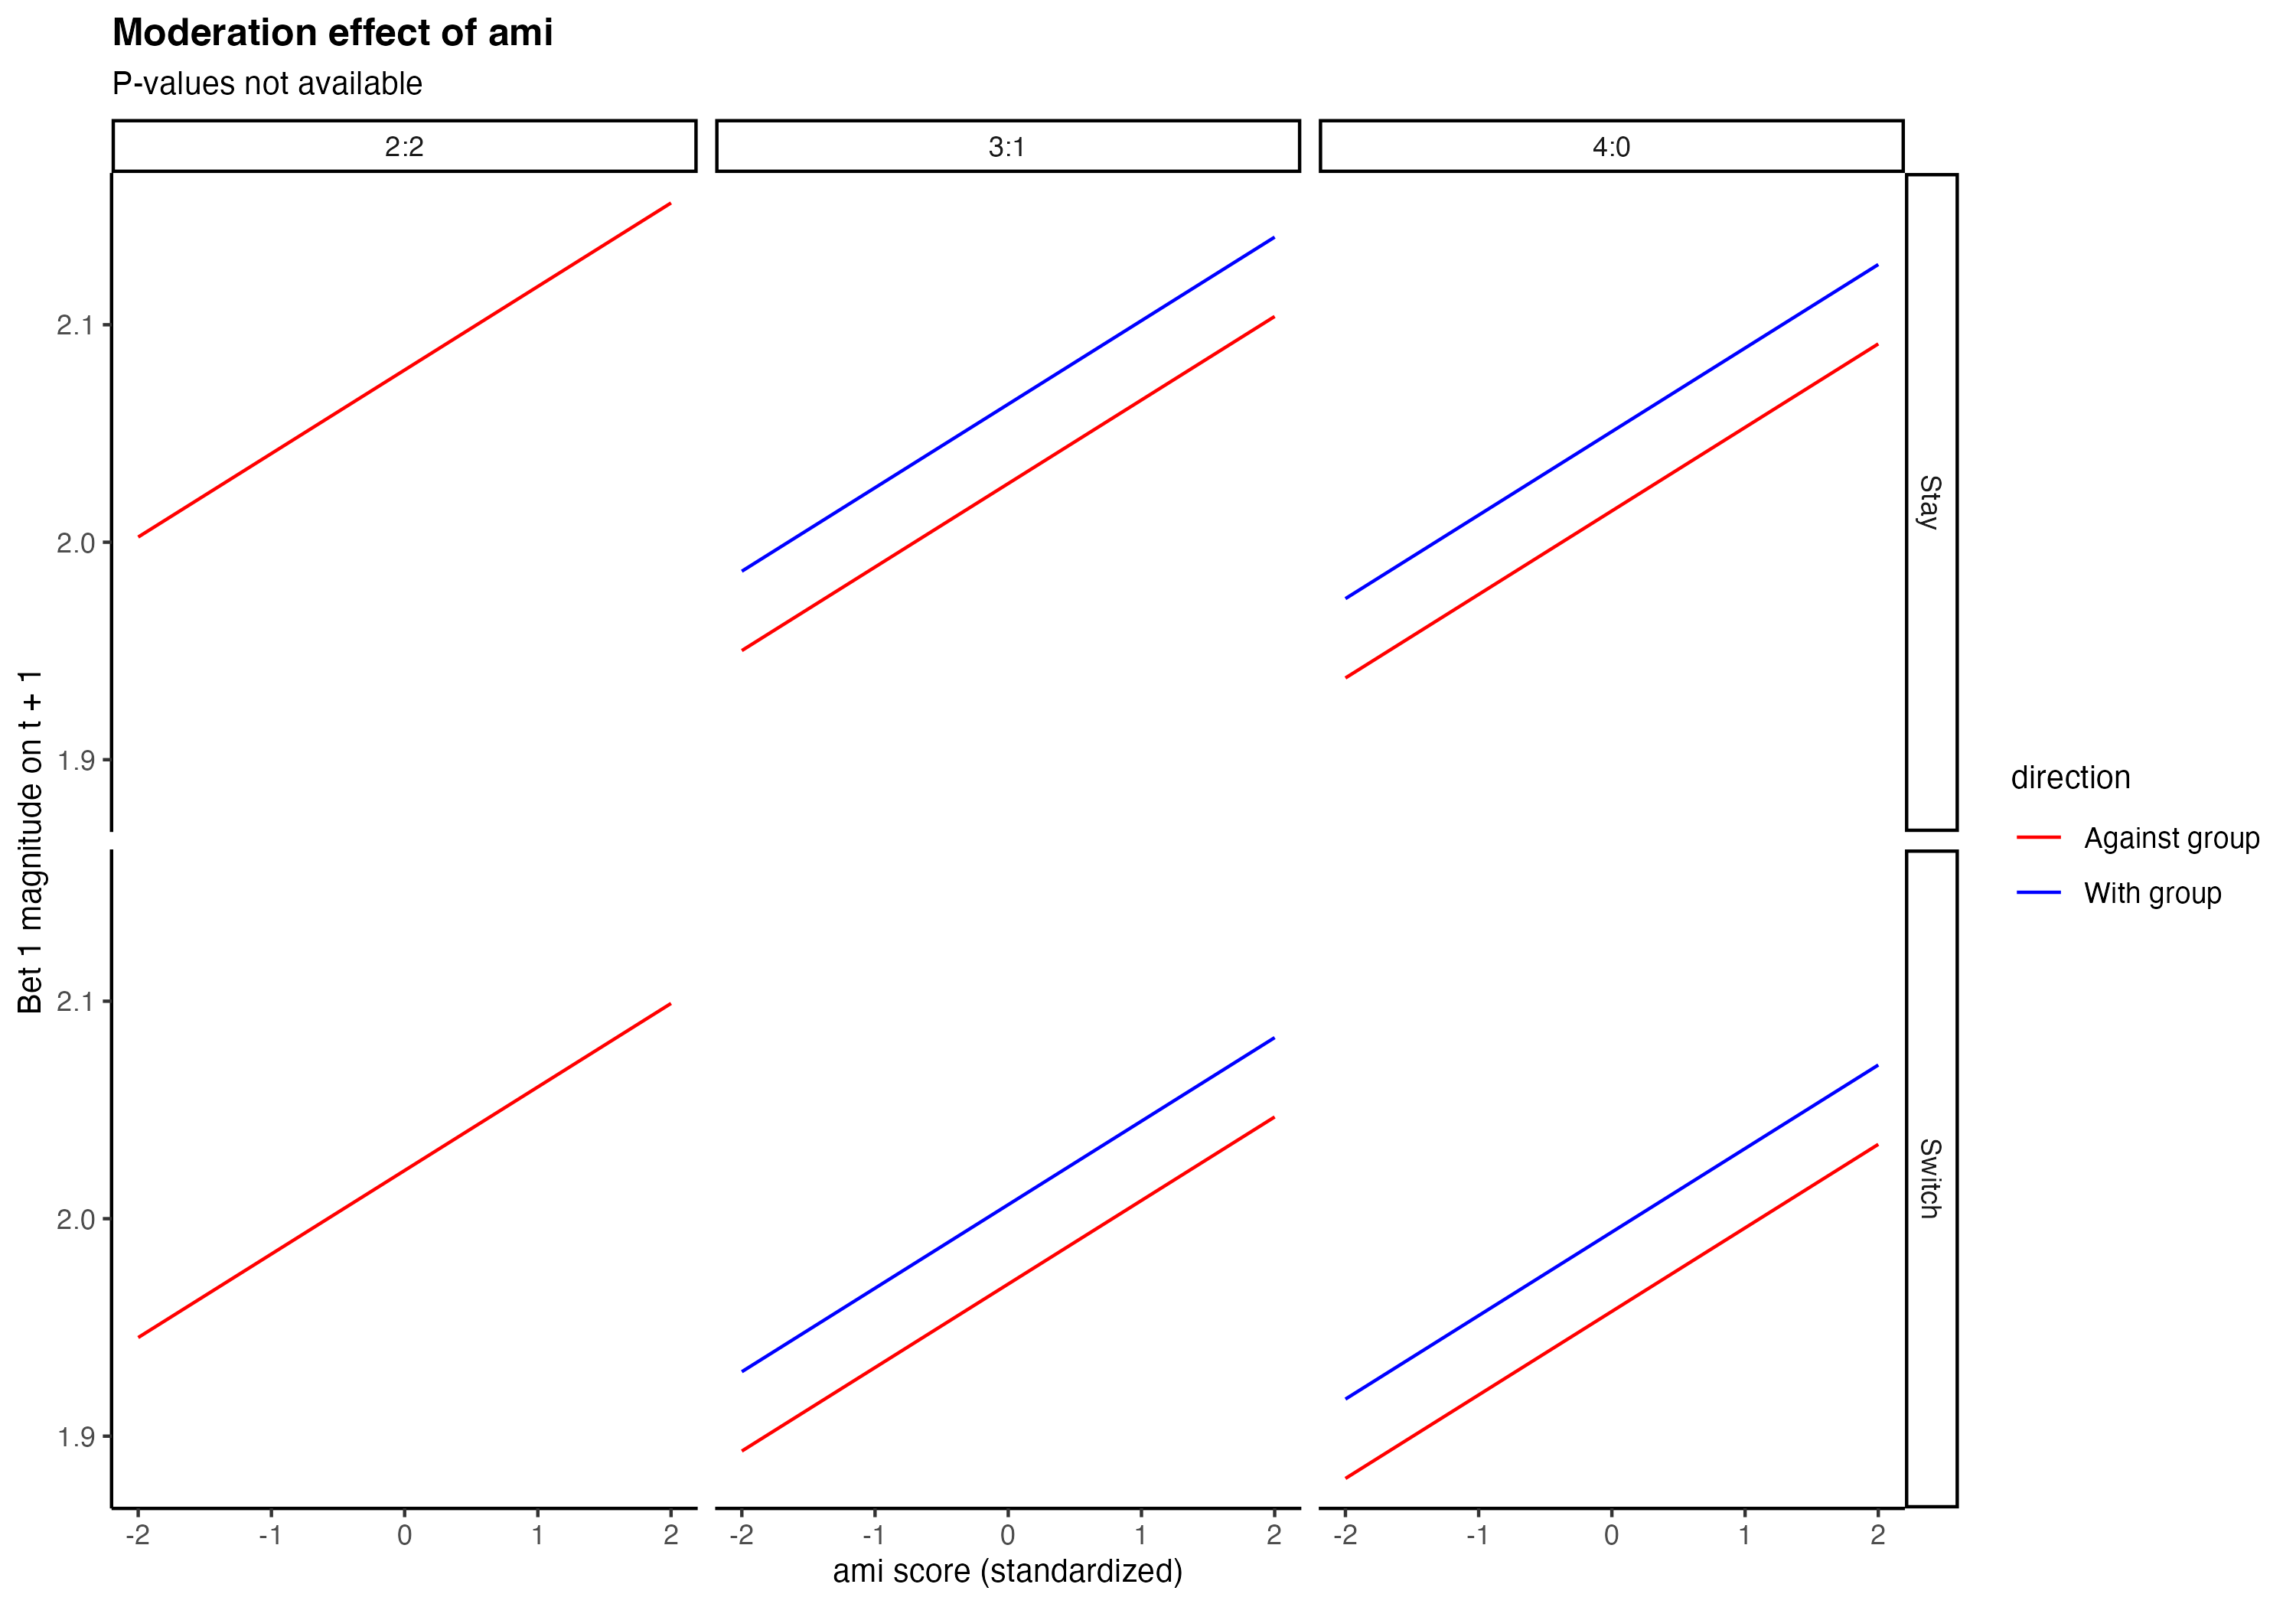 Moderation effect of ami
P-values not available
2:2
3:1
4:0
2.1
2.0
1.9
Stay
2.1
2.0
1.9
Switch
Bet 1 magnitude on t + 1
-2 -1 0 1 2
-2 -1 0 1 2
-2 -1 0 1 2
ami score (standardized)
direction
Against group
With group